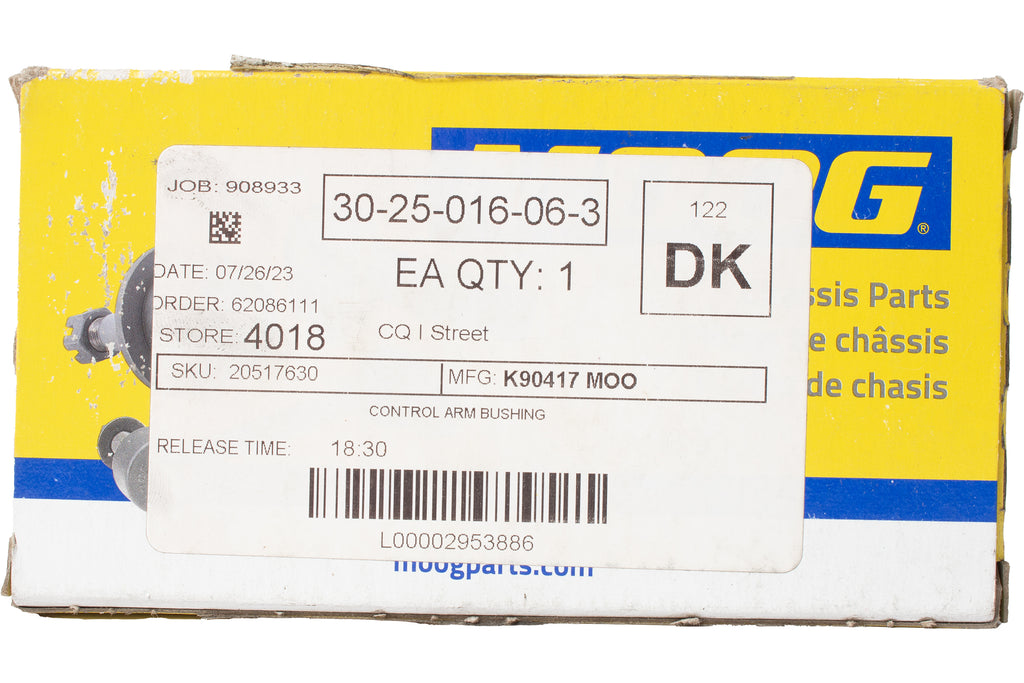 MOOG®
JOB: 908933
30-25-016-06-3
122
DK
EA QTY: 1
DATE: 07/26/23
ORDER: 62086111
STORE: 4018
CQ I Street
Parts
châssis
de chasis
SKU: 20517630
MFG: K90417 MOO
CONTROL ARM BUSHING
RELEASE TIME: 18:30
L00002953886
moogparts.com